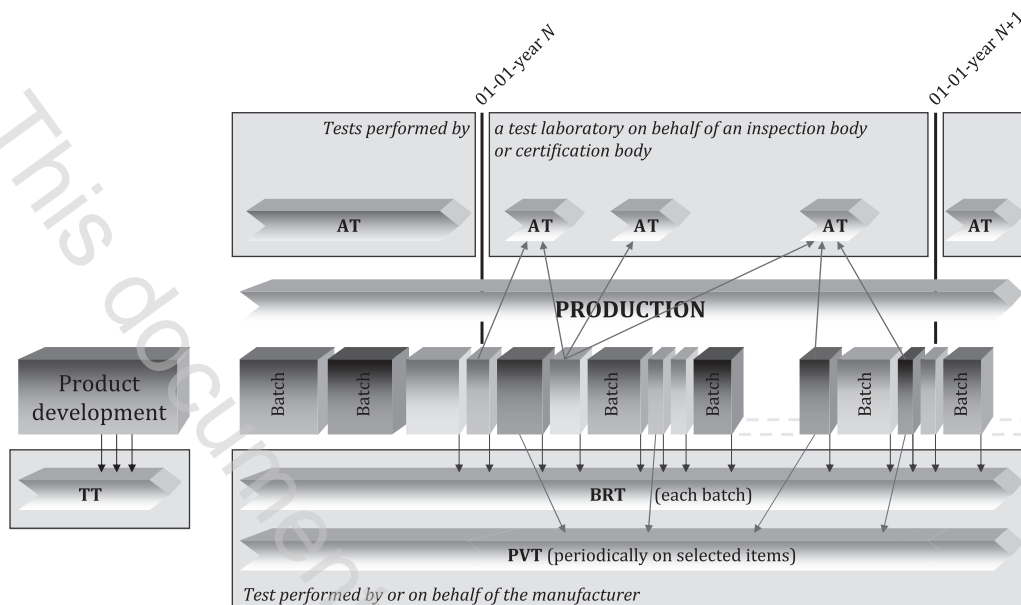 01-01-year N
01-01-year N+1
Tests performed by
a test laboratory on behalf of an inspection body
or certification body
AT
AT
AT
AT
AT
PRODUCTION
Product
development
Batch
Batch
Batch
Batch
Batch
Batch
TT
BRT (each batch)
PVT (periodically on selected items)
Test performed by or on behalf of the manufacturer
This document